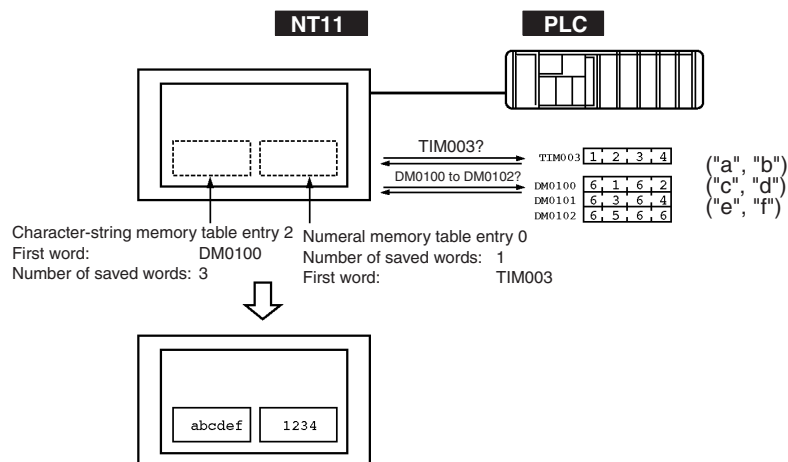 NT11 PLC
TIM003?
TIM003 1 2 3 4
DM0100 to DM0102?
DM0100 6 1 6 2 ("a", "b")
DM0101 6 3 6 4 ("c", "d")
DM0102 6 5 6 6 ("e", "f")
Character-string memory table entry 2
First word: DM0100
Number of saved words: 3
Numeral memory table entry 0
Number of saved words: 1
First word: TIM003
abcdef 1234